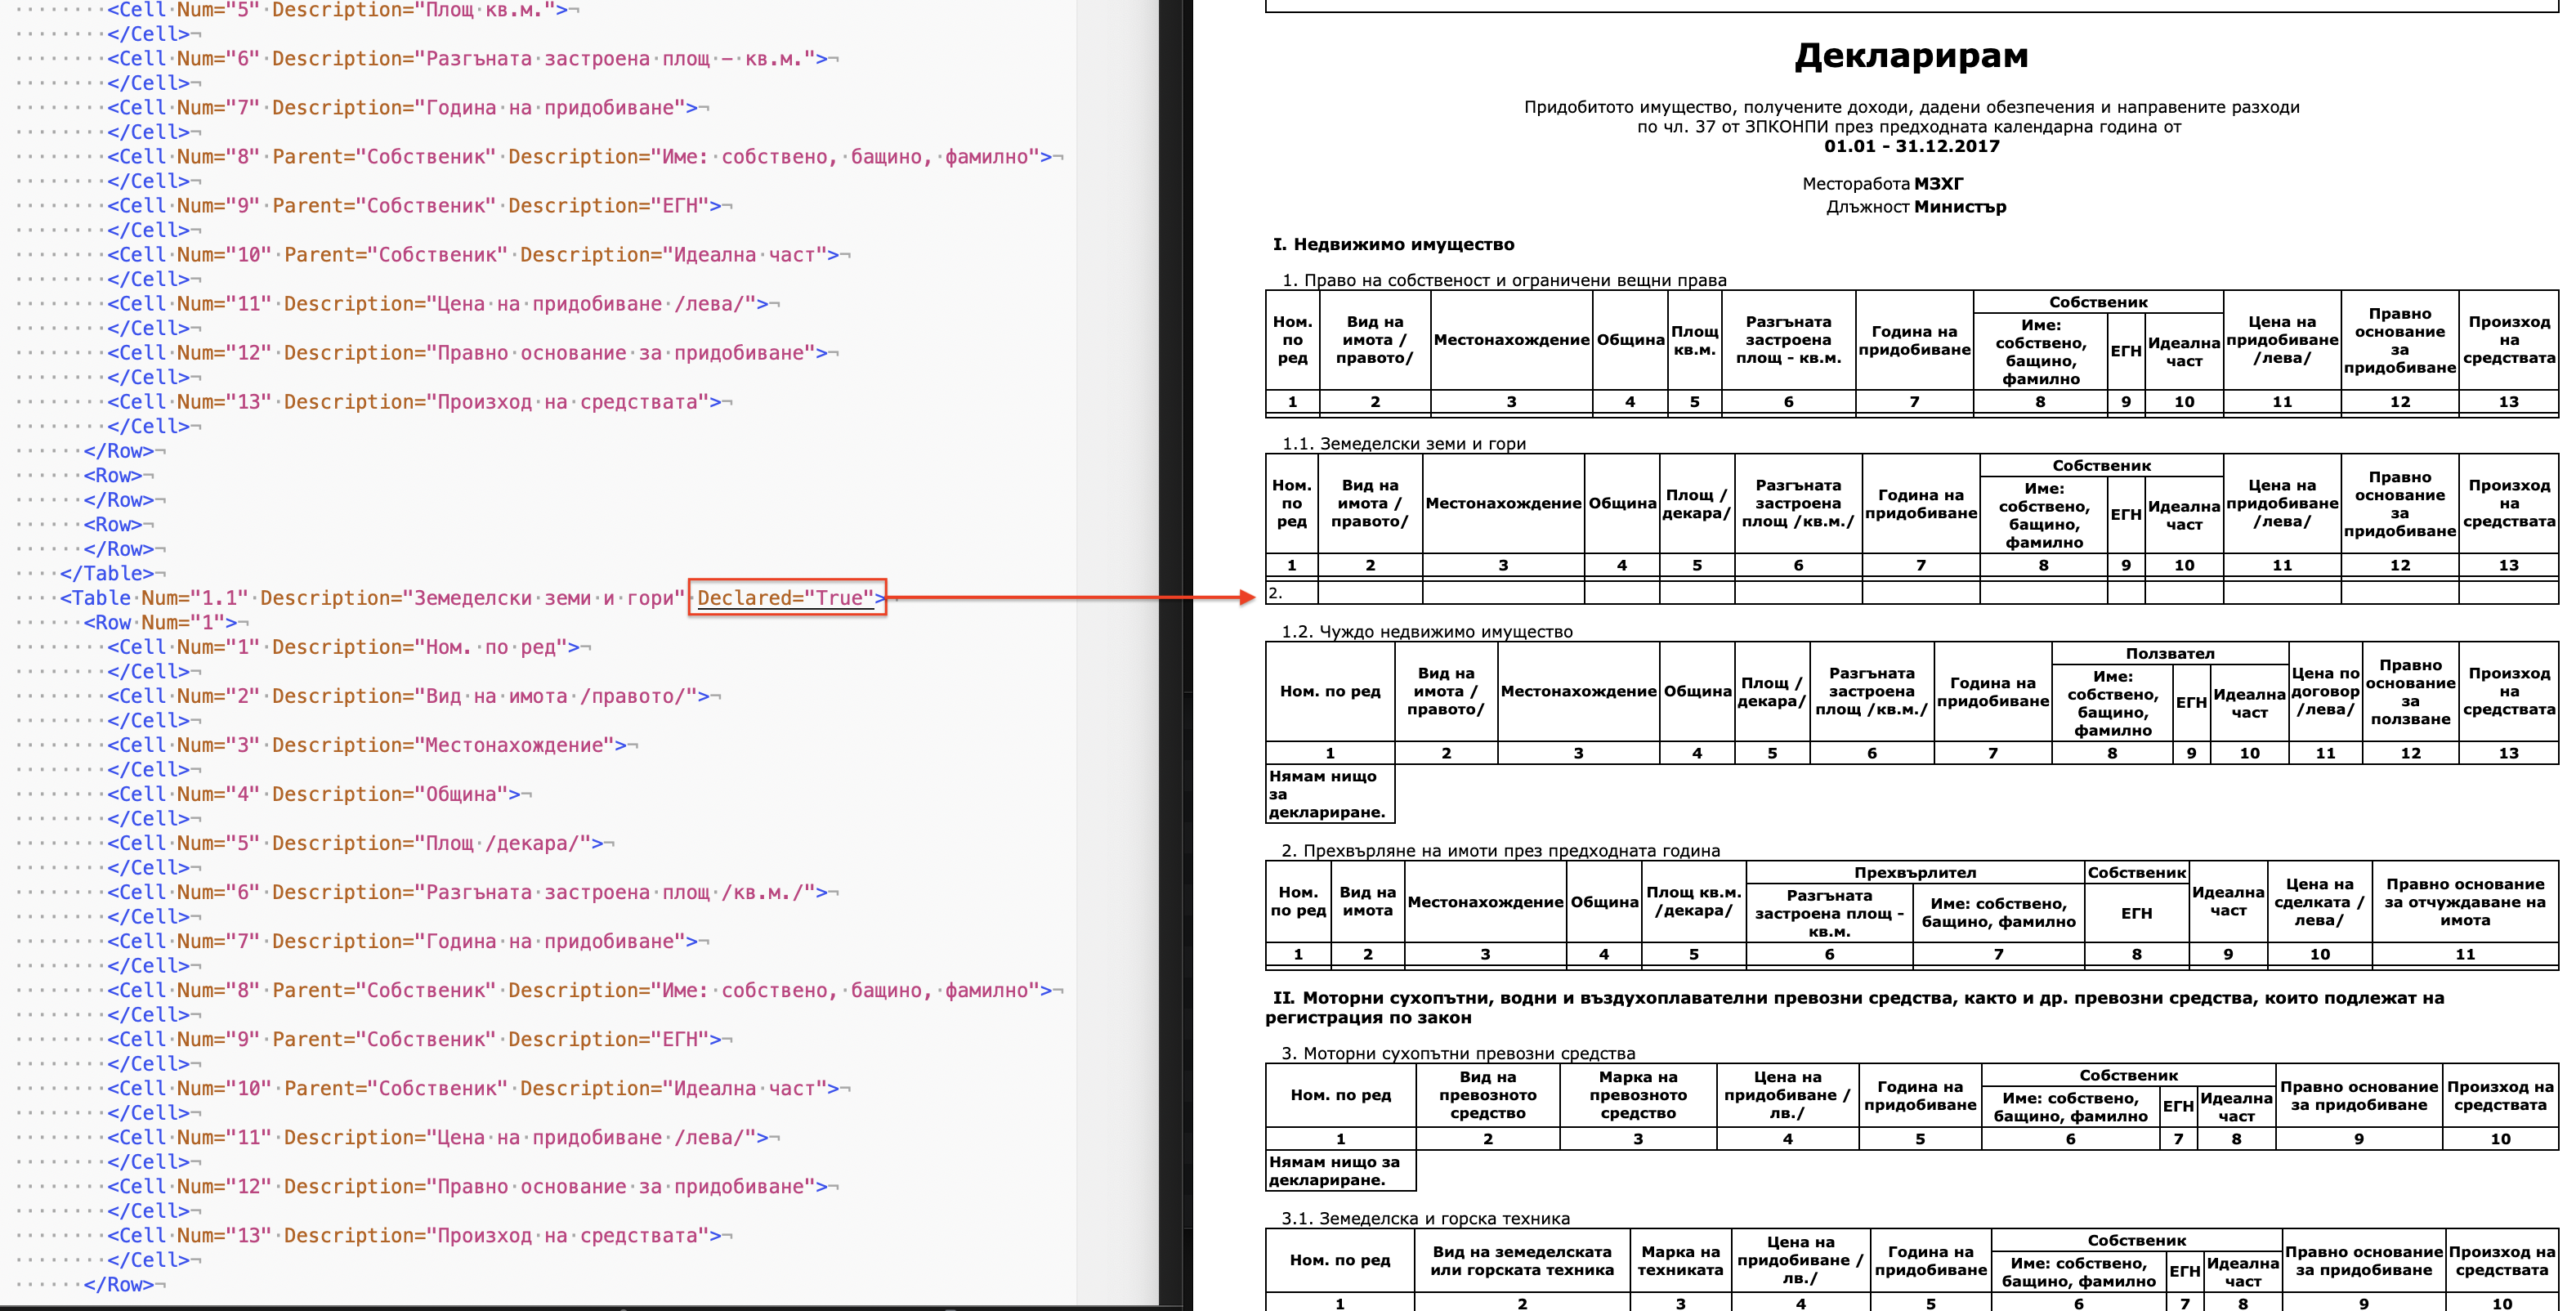 <Cell Num="5" Description="Площ кв.м.">
</Cell>
<Cell Num="6" Description="Разгъната застроена площ - кв.м.">
</Cell>
<Cell Num="7" Description="Година на придобиване">
</Cell>
<Cell Num="8" Parent="Собственик" Description="Име: собствено, бащино, фамилно">
</Cell>
<Cell Num="9" Parent="Собственик" Description="ЕГН">
</Cell>
<Cell Num="10" Parent="Собственик" Description="Идеална част">
</Cell>
<Cell Num="11" Description="Цена на придобиване /лева/">
</Cell>
<Cell Num="12" Description="Правно основание за придобиване">
</Cell>
<Cell Num="13" Description="Произход на средствата">
</Cell>
</Row>
<Row>
</Row>
<Row>
</Row>
</Table>
<Table Num="1.1" Description="Земеделски земи и гори" Declared="True">
<Row Num="1">
<Cell Num="1" Description="Ном. по ред">
</Cell>
<Cell Num="2" Description="Вид на имота /правото/">
</Cell>
<Cell Num="3" Description="Местонахождение">
</Cell>
<Cell Num="4" Description="Община">
</Cell>
<Cell Num="5" Description="Площ /декара/">
</Cell>
<Cell Num="6" Description="Разгъната застроена площ /кв.м./">
</Cell>
<Cell Num="7" Description="Година на придобиване">
</Cell>
<Cell Num="8" Parent="Собственик" Description="Име: собствено, бащино, фамилно">
</Cell>
<Cell Num="9" Parent="Собственик" Description="ЕГН">
</Cell>
<Cell Num="10" Parent="Собственик" Description="Идеална част">
</Cell>
<Cell Num="11" Description="Цена на придобиване /лева/">
</Cell>
<Cell Num="12" Description="Правно основание за придобиване">
</Cell>
<Cell Num="13" Description="Произход на средствата">
</Cell>
</Row>
Декларирам
Придобитото имущество, получените доходи, дадени обезпечения и направените разходи
по чл. 37 от ЗПКОНПИ през предходната календарна година от
01.01 - 31.12.2017
Месторабота МЗХГ
Длъжност Министър
I. Недвижимо имущество
1. Право на собственост и ограничени вещни права
Ном. по ред
Вид на имота / правото/
Местонахождение
Община
Площ кв.м.
Разгъната застроена площ - кв.м.
Година на придобиване
Собственик
Име: собствено, бащино, фамилно
ЕГН
Идеална част
Цена на придобиване /лева/
Правно основание за придобиване
Произход на средствата
1 2 3 4 5 6 7 8 9 10 11 12 13
1.1. Земеделски земи и гори
Ном. по ред
Вид на имота / правото/
Местонахождение
Община
Площ / декара/
Разгъната застроена площ /кв.м./
Година на придобиване
Собственик
Име: собствено, бащино, фамилно
ЕГН
Идеална част
Цена на придобиване /лева/
Правно основание за придобиване
Произход на средствата
1 2 3 4 5 6 7 8 9 10 11 12 13
2.
1.2. Чуждо недвижимо имущество
Ном. по ред
Вид на имота / правото/
Местонахождение
Община
Площ / декара/
Разгъната застроена площ /кв.м./
Година на придобиване
Ползвател
Име: собствено, бащино, фамилно
ЕГН
Идеална част
Цена по договор /лева/
Правно основание за ползване
Произход на средствата
1 2 3 4 5 6 7 8 9 10 11 12 13
Нямам нищо
за
деклариране.
2. Прехвърляне на имоти през предходната година
Ном. по ред
Вид на имота
Местонахождение
Община
Площ кв.м. /декара/
Прехвърлител
Разгъната застроена площ - кв.м.
Име: собствено, бащино, фамилно
Собственик
ЕГН
Идеална част
Цена на сделката / лева/
Правно основание за отчуждаване на имота
1 2 3 4 5 6 7 8 9 10 11
II. Моторни сухопътни, водни и въздухоплавателни превозни средства, както и др. превозни средства, които подлежат на
регистрация по закон
3. Моторни сухопътни превозни средства
Ном. по ред
Вид на превозното средство
Марка на превозното средство
Цена на придобиване / лв./
Година на придобиване
Собственик
Име: собствено, бащино, фамилно
ЕГН
Идеална част
Правно основание за придобиване
Произход на средствата
1 2 3 4 5 6 7 8 9 10
Нямам нищо за
деклариране.
3.1. Земеделска и горска техника
Ном. по ред
Вид на земеделската или горската техника
Марка на техниката
Цена на придобиване / лв./
Година на придобиване
Собственик
Име: собствено, бащино, фамилно
ЕГН
Идеална част
Правно основание за придобиване
Произход на средствата
1 2 3 4 5 6 7 8 9 10